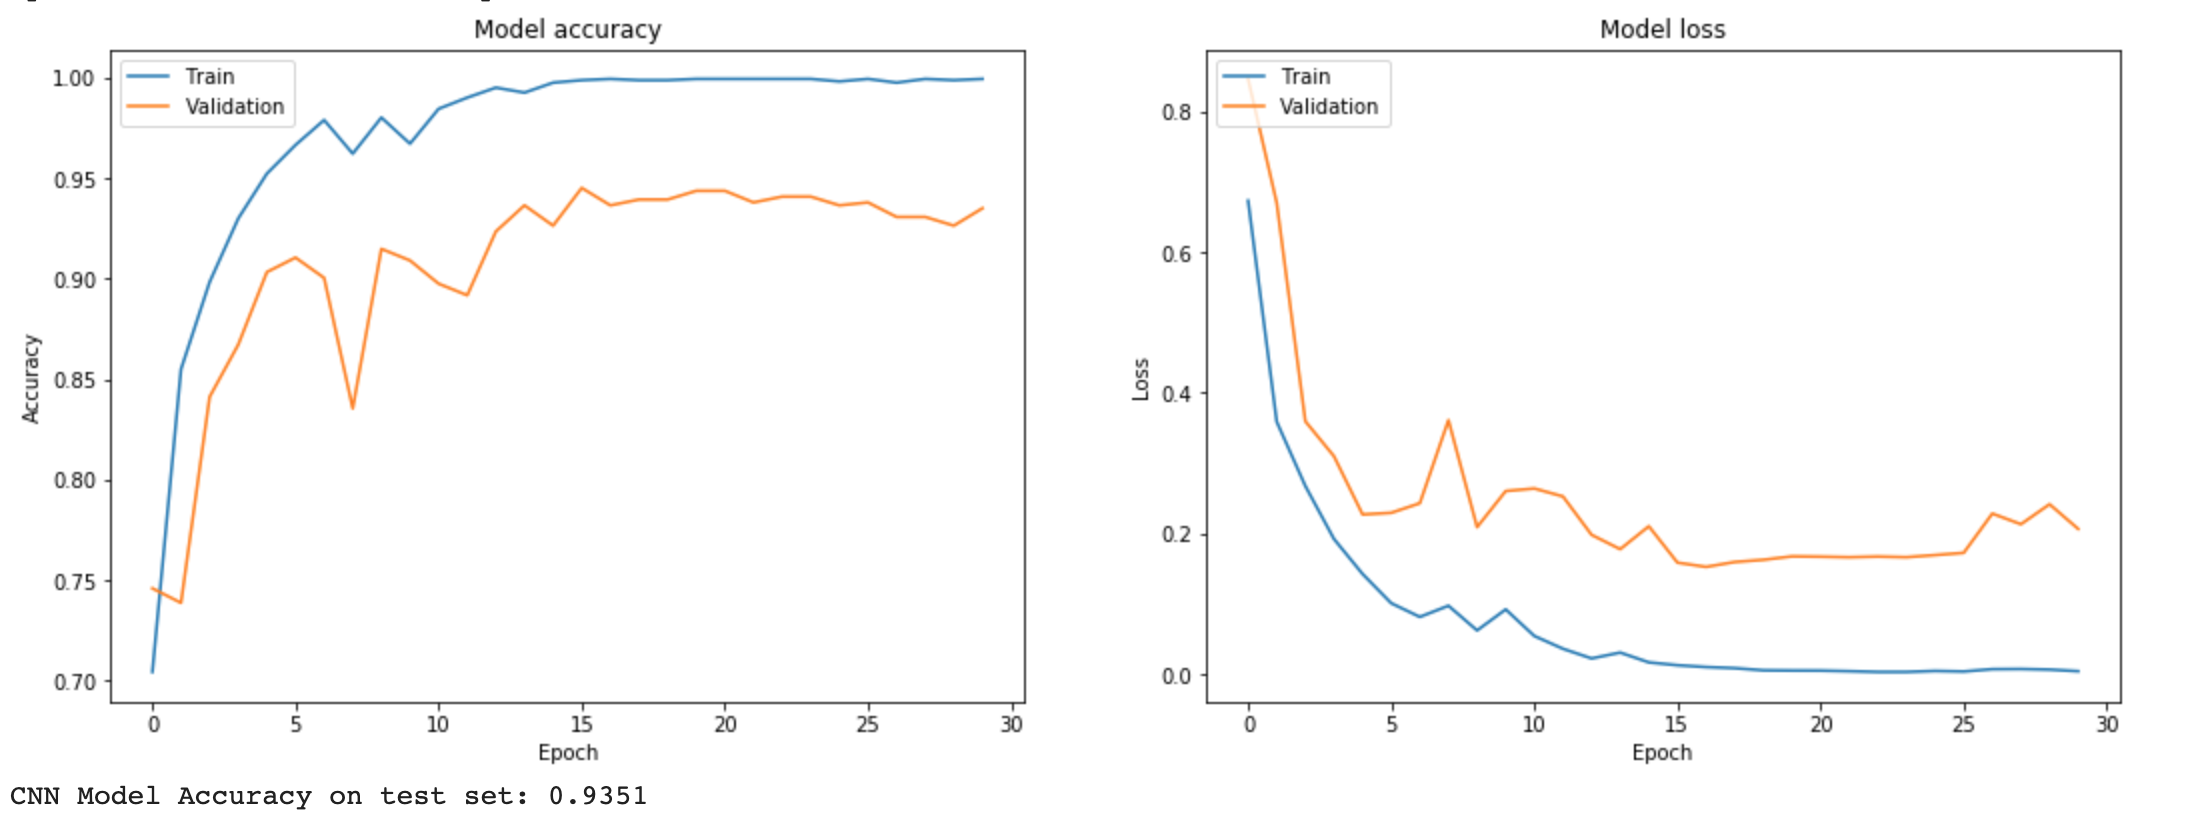 Model accuracy
Train
Validation
1.00
0.95
0.90
0.85
0.80
0.75
0.70
Accuracy
0 5 10 15 20 25 30
Epoch
Model loss
Train
Validation
0.8
0.6
0.4
0.2
0.0
Loss
0 5 10 15 20 25 30
Epoch
CNN Model Accuracy on test set: 0.9351